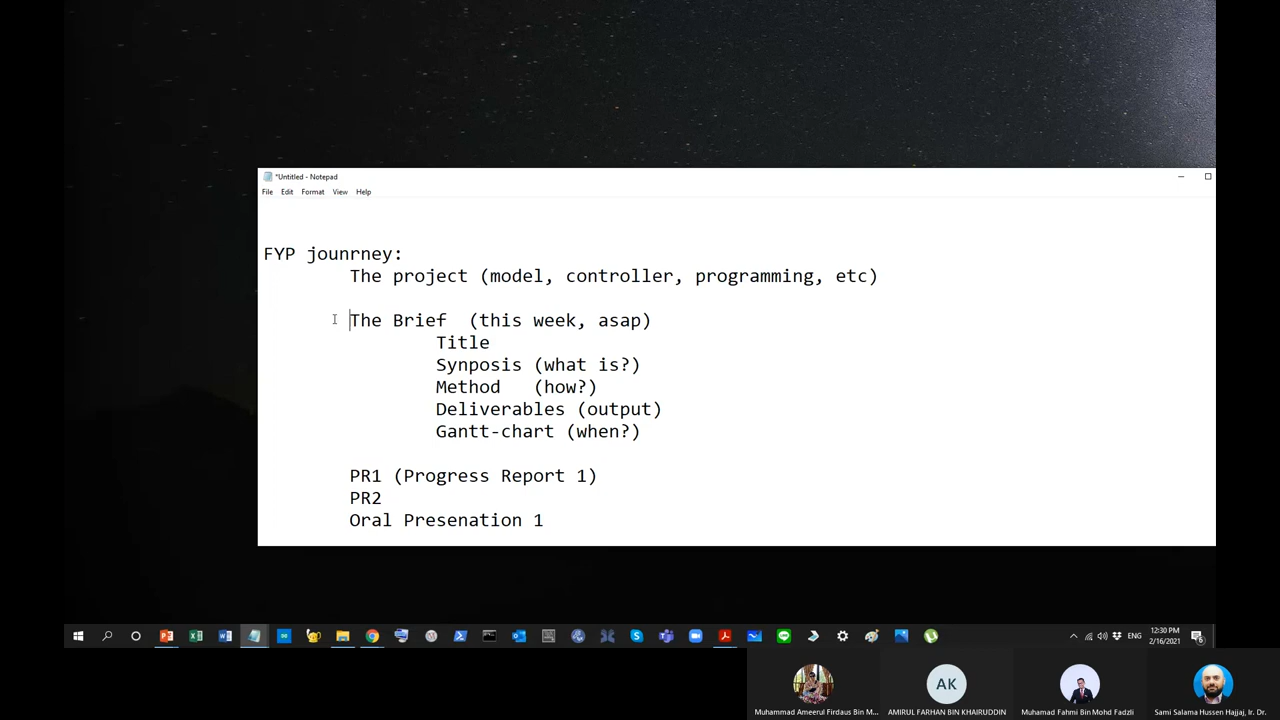 *Untitled - Notepad
File Edit Format View Help
FYP jounrney:
The project (model, controller, programming, etc)
The Brief (this week, asap)
Title
Synposis (what is?)
Method (how?)
Deliverables (output)
Gantt-chart (when?)
PR1 (Progress Report 1)
PR2
Oral Presenation 1
ENG
12:30 PM
2/16/2021
AK
Muhammad Ameerul Firdaus Bin M...
AMIRUL FARHAN BIN KHAIRUDDIN
Muhamad Fahmi Bin Mohd Fadzli
Sami Salama Hussen Hajjaj, Ir. Dr.